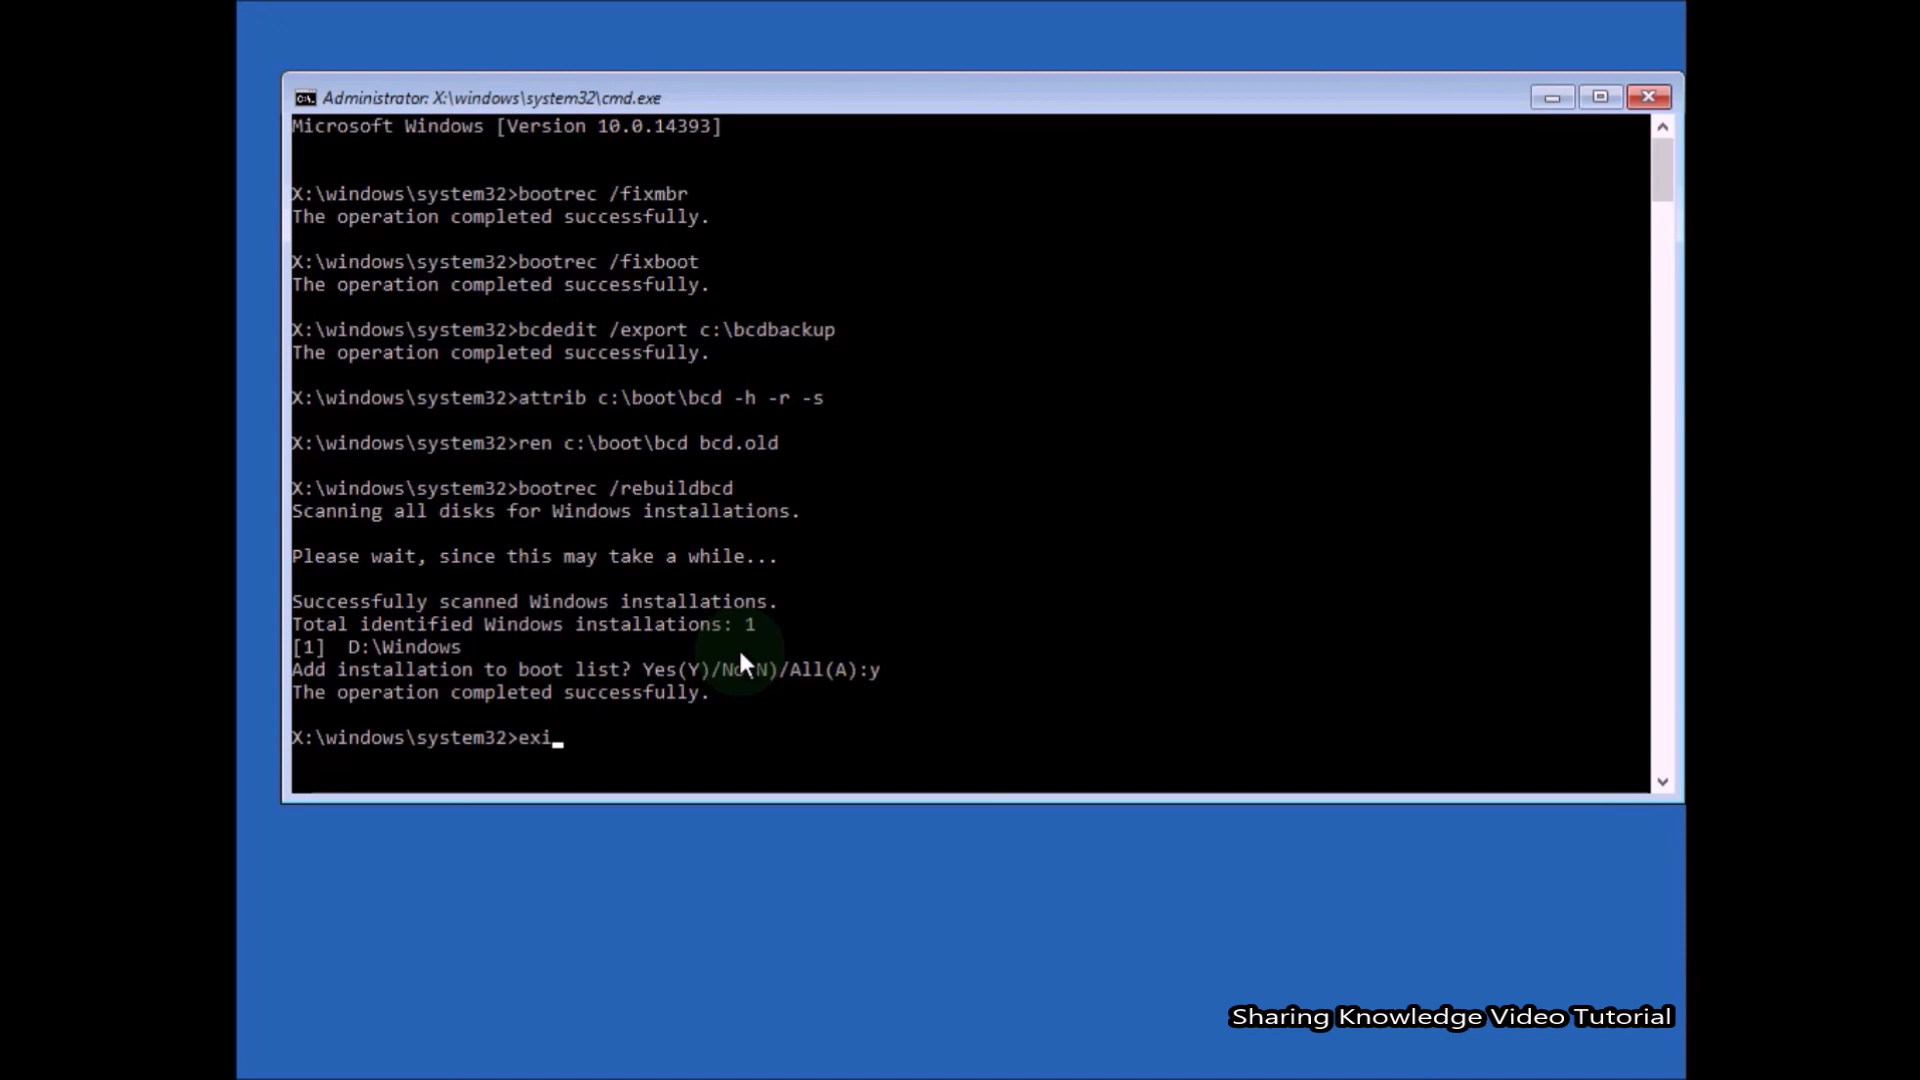 Administrator: X:\windows\system32\cmd.exe
Microsoft Windows [Version 10.0.14393]
X:\windows\system32>bootrec /fixmbr
The operation completed successfully.
X:\windows\system32>bootrec /fixboot
The operation completed successfully.
X:\windows\system32>bcdedit /export c:\bcdbackup
The operation completed successfully.
X:\windows\system32>attrib c:\boot\bcd -h -r -s
X:\windows\system32>ren c:\boot\bcd bcd.old
X:\windows\system32>bootrec /rebuildbcd
Scanning all disks for Windows installations.
Please wait, since this may take a while...
Successfully scanned Windows installations.
Total identified Windows installations: 1
[1]  D:\Windows
Add installation to boot list? Yes(Y)/No(N)/All(A):y
The operation completed successfully.
X:\windows\system32>exi
Sharing Knowledge Video Tutorial